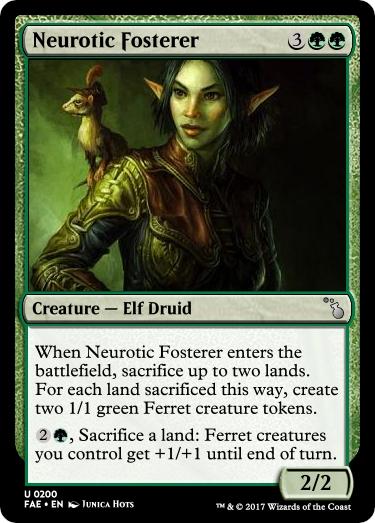 Neurotic Fosterer 3
Creature — Elf Druid
When Neurotic Fosterer enters the
battlefield, sacrifice up to two lands.
For each land sacrificed this way, create
two 1/1 green Ferret creature tokens.
2 , Sacrifice a land: Ferret creatures
you control get +1/+1 until end of turn.
2/2
U 0200
FAE • EN Junica Hots
™ & © 2017 Wizards of the Coast